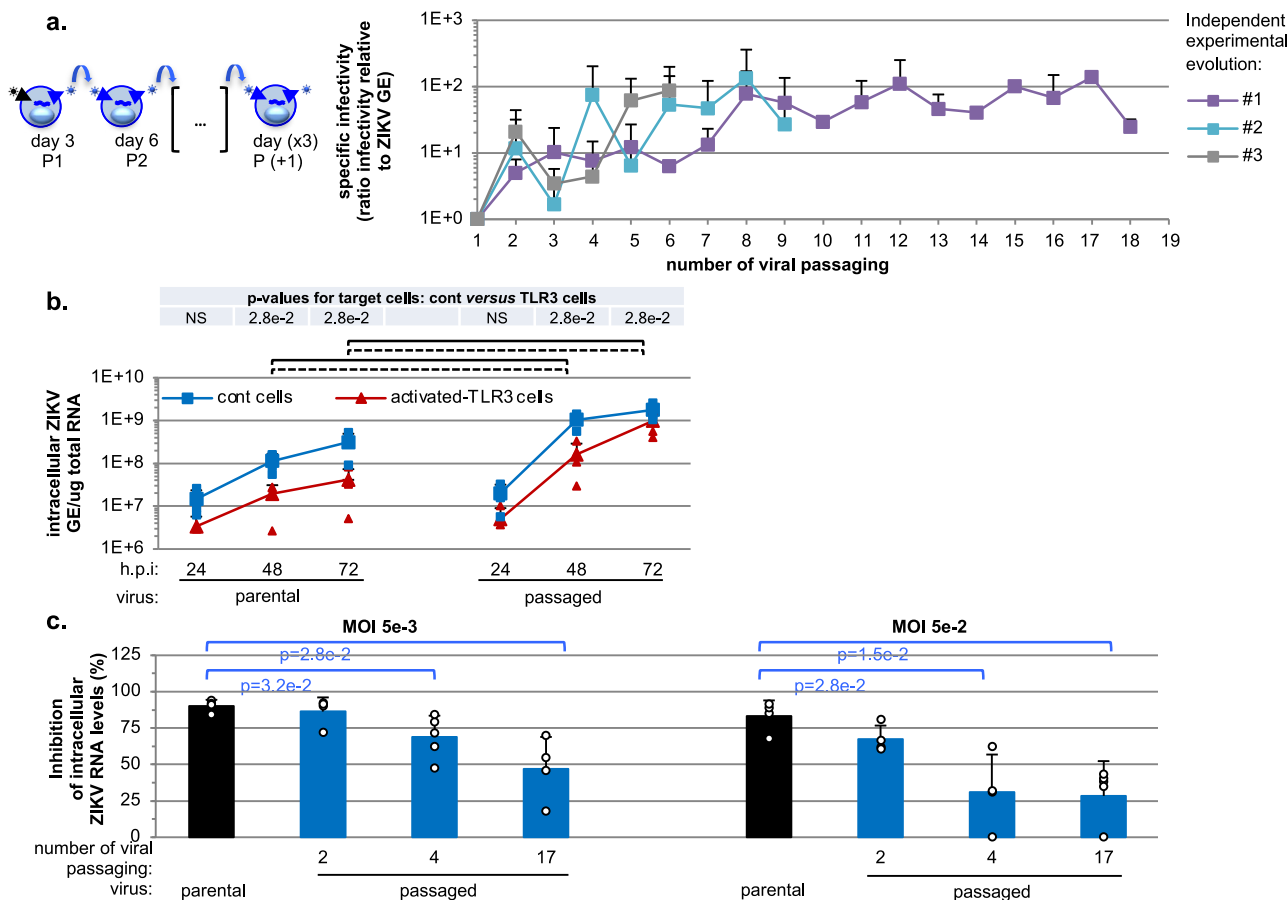 a.
day 3
P1
day 6
P2
...
day (x3)
P (+1)
specific infectivity
(ratio infectivity relative
to ZIKV GE)
1E+3
1E+2
1E+1
1E+0
1 2 3 4 5 6 7 8 9 10 11 12 13 14 15 16 17 18 19
number of viral passaging
Independent
experimental
evolution:
#1
#2
#3
b.
p-values for target cells: cont versus TLR3 cells
NS 2.8e-2 2.8e-2 NS 2.8e-2 2.8e-2
intracellular ZIKV
GE/ug total RNA
1E+10
1E+9
1E+8
1E+7
1E+6
cont cells
activated-TLR3 cells
h.p.i: 24 48 72 24 48 72
virus: parental passaged
c.
MOI 5e-3 MOI 5e-2
p=2.8e-2 p=1.5e-2
p=3.2e-2 p=2.8e-2
Inhibition
of intracellular
ZIKV RNA levels (%)
125
100
75
50
25
0
number of viral
passaging: 2 4 17 2 4 17
virus: parental passaged parental passaged